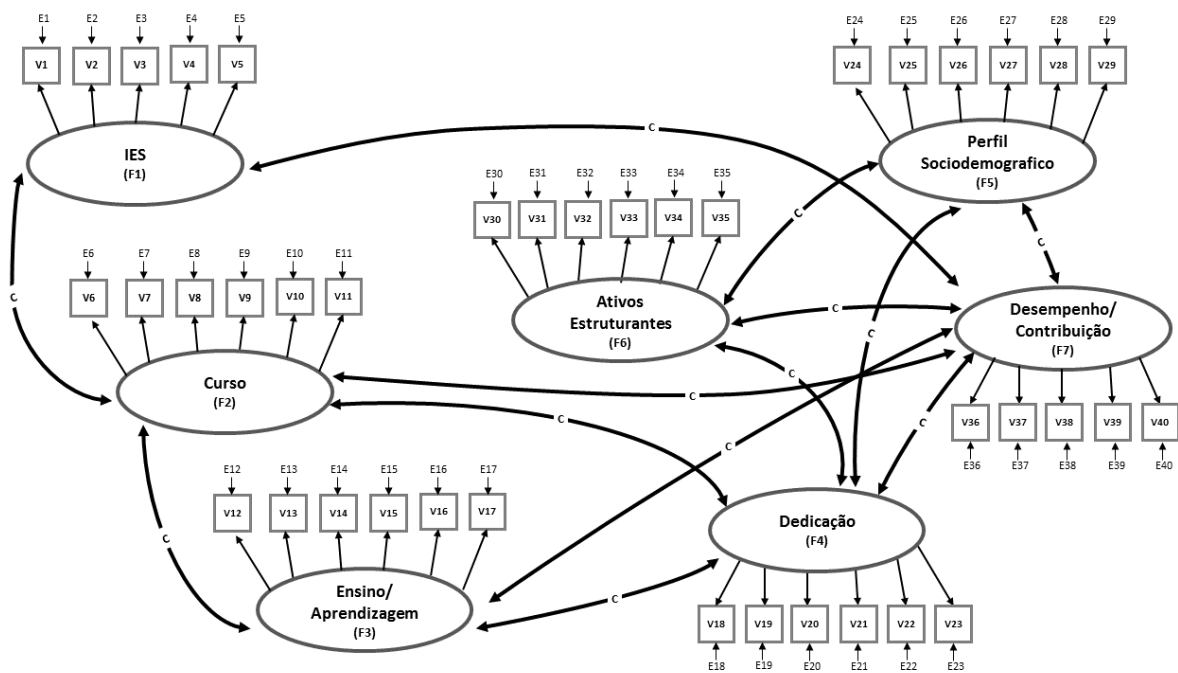 E1 E2 E3 E4 E5
V1 V2 V3 V4 V5
IES
(F1)
E24 E25 E26 E27 E28 E29
V24 V25 V26 V27 V28 V29
Perfil
Sociodemografico
(F5)
C
E30 E31 E32 E33 E34 E35
V30 V31 V32 V33 V34 V35
Ativos
Estruturantes
(F6)
C
C
C
E6 E7 E8 E9 E10 E11
V6 V7 V8 V9 V10 V11
Curso
(F2)
C
C
C
Desempenho/
Contribuição
(F7)
V36 V37 V38 V39 V40
E36 E37 E38 E39 E40
C
C
C
C
C
E12 E13 E14 E15 E16 E17
V12 V13 V14 V15 V16 V17
Ensino/
Aprendizagem
(F3)
C
C
Dedicação
(F4)
V18 V19 V20 V21 V22 V23
E18 E19 E20 E21 E22 E23